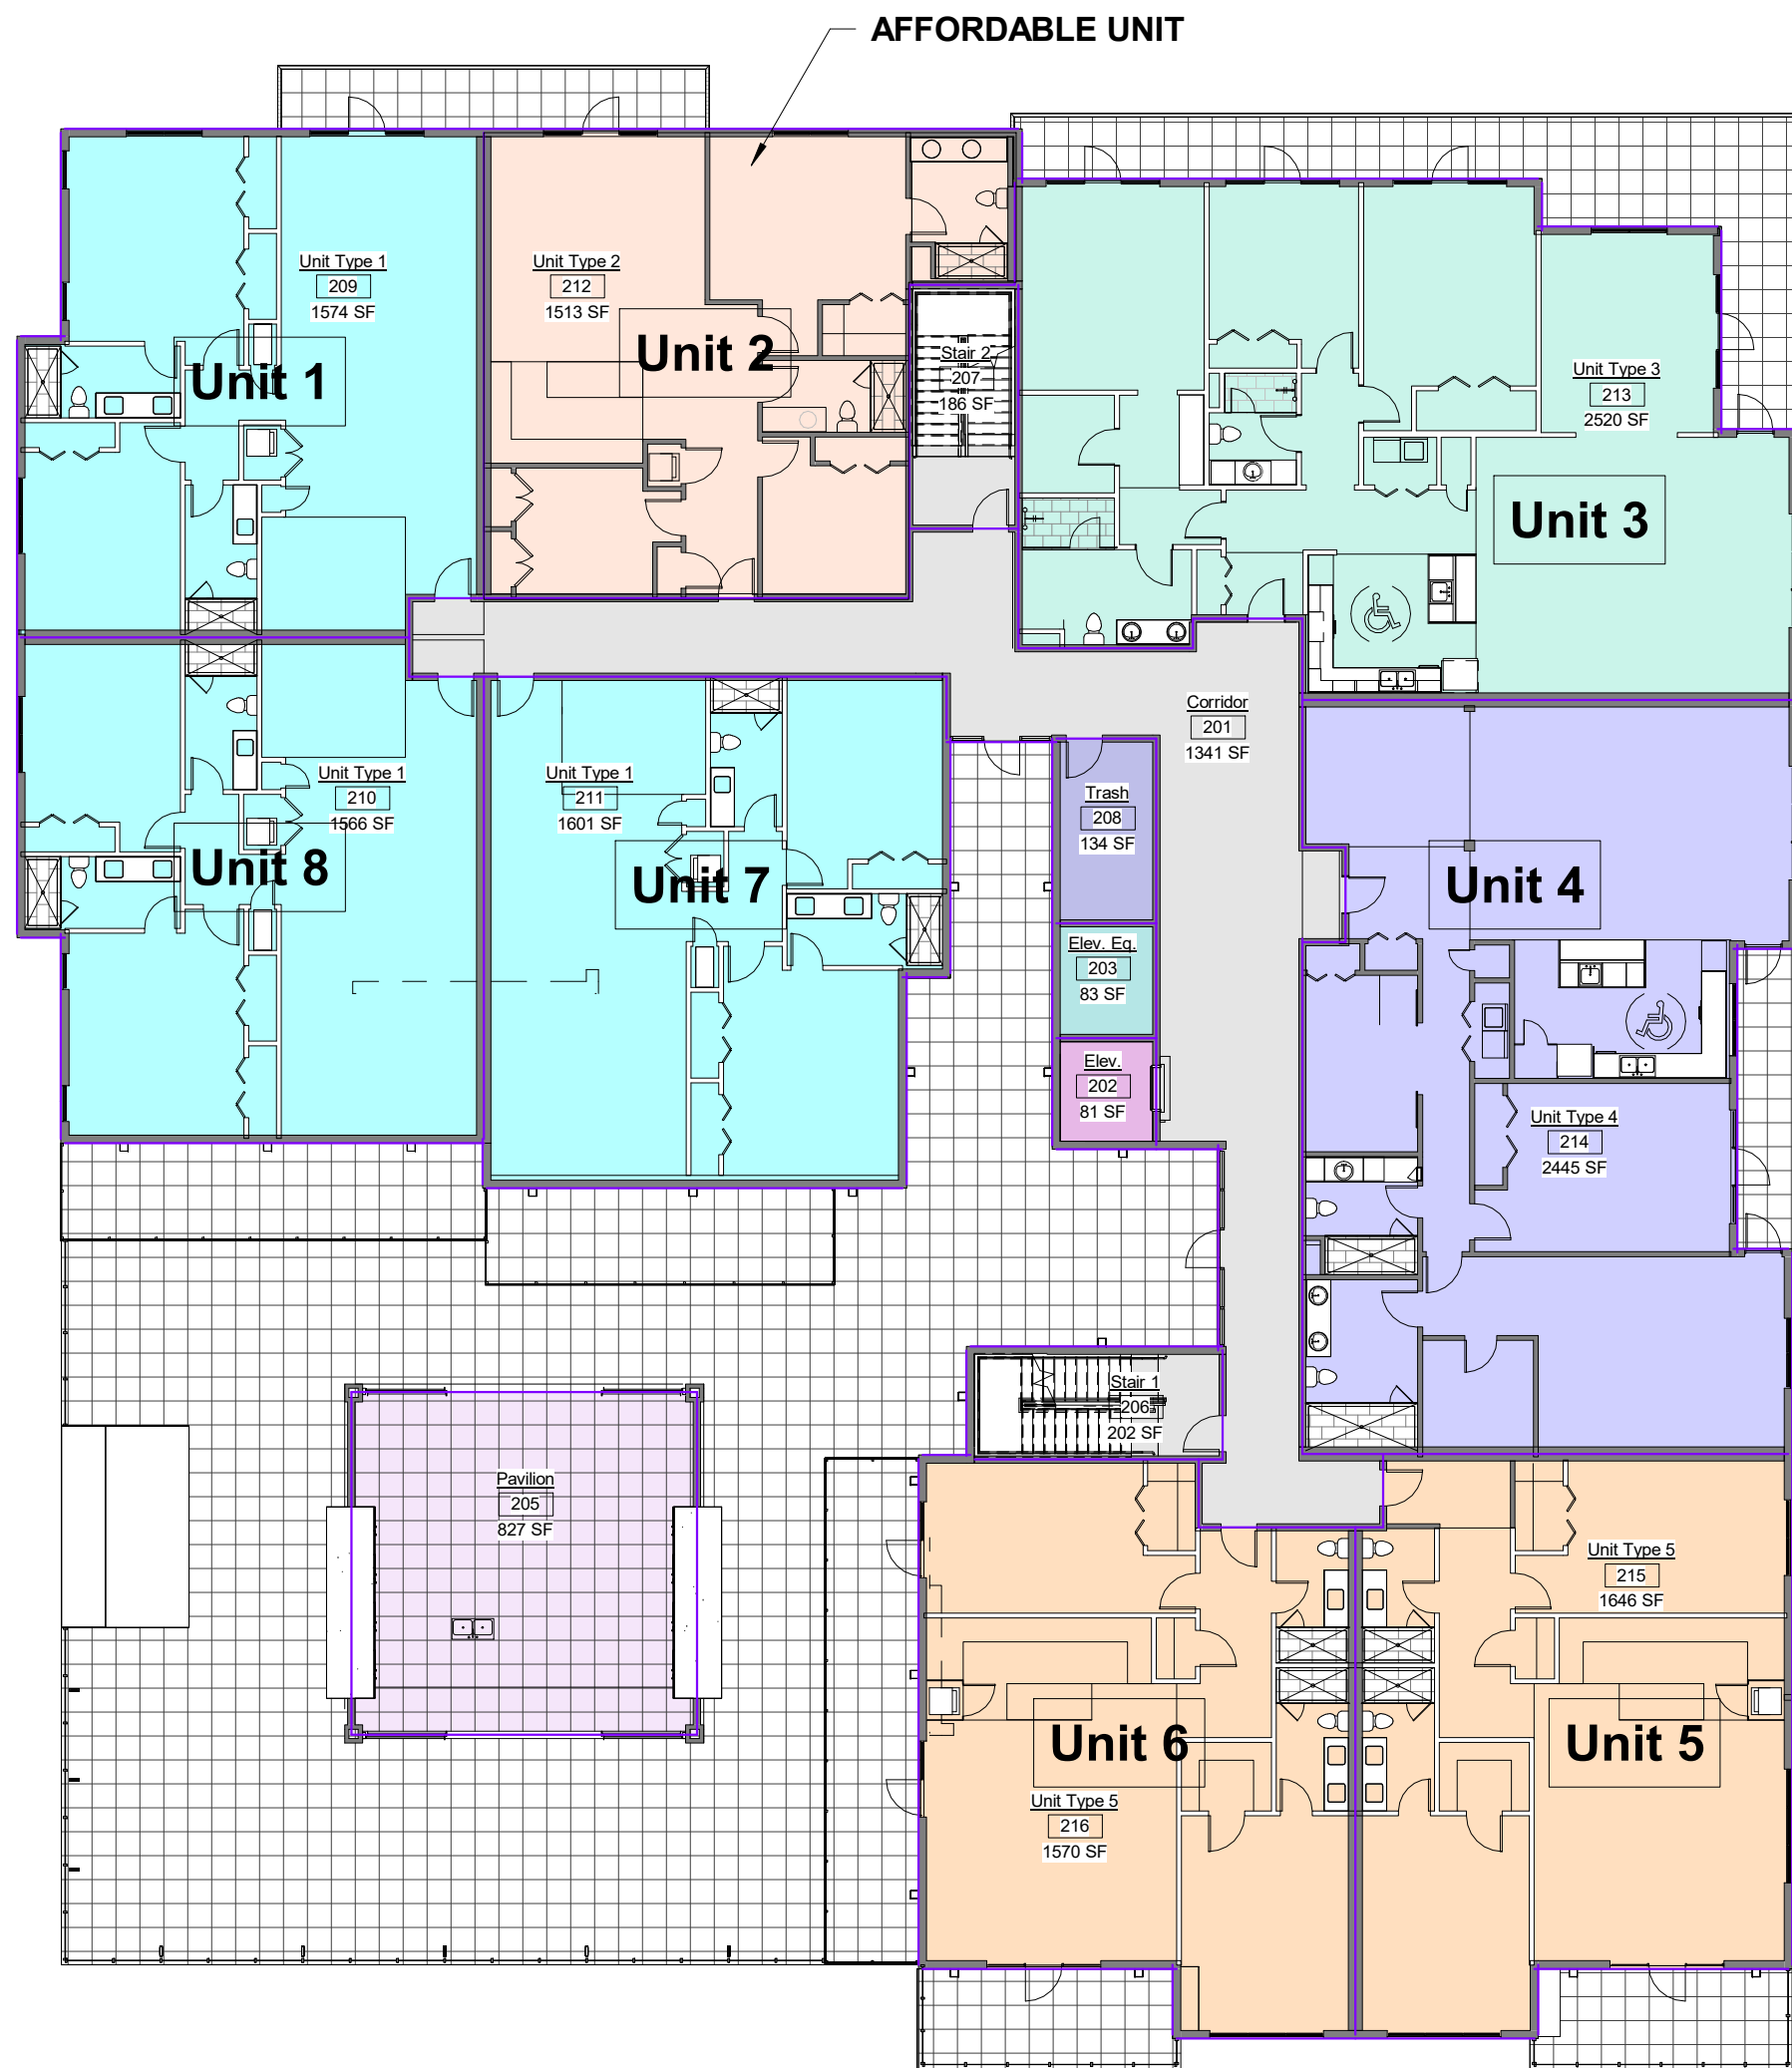 AFFORDABLE UNIT
Unit Type 1
209
1574 SF
Unit 1
Unit Type 2
212
1513 SF
Unit 2
Stair 2
207
186 SF
Unit Type 3
213
2520 SF
Unit 3
Corridor
201
1341 SF
Unit Type 1
210
1566 SF
Unit 8
Unit Type 1
211
1601 SF
Unit 7
Trash
208
134 SF
Elev. Eq.
203
83 SF
Elev.
202
81 SF
Unit 4
Unit Type 4
214
2445 SF
Stair 1
206
202 SF
Pavilion
205
827 SF
Unit Type 5
215
1646 SF
Unit 6
Unit 5
Unit Type 5
216
1570 SF